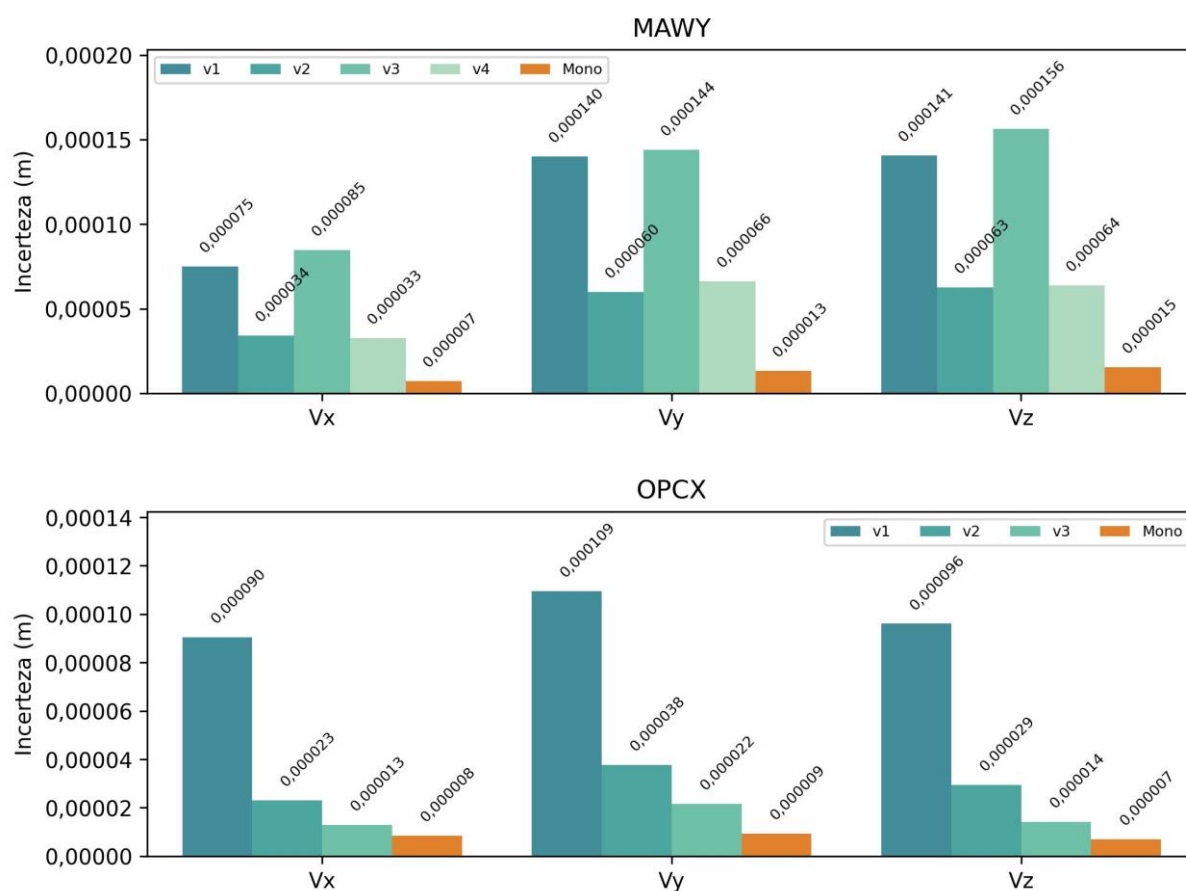 MAWY
0,00020
0,00015
0,00010
0,00005
0,00000
Incerteza (m)
v1 v2 v3 v4 Mono
0,000075 0,000034 0,000085 0,000033 0,000007
0,000140 0,000060 0,000144 0,000066 0,000013
0,000141 0,000063 0,000156 0,000064 0,000015
Vx Vy Vz
OPCX
0,00014
0,00012
0,00010
0,00008
0,00006
0,00004
0,00002
0,00000
Incerteza (m)
v1 v2 v3 Mono
0,000090 0,000023 0,000013 0,000008
0,000109 0,000038 0,000022 0,000009
0,000096 0,000029 0,000014 0,000007
Vx Vy Vz